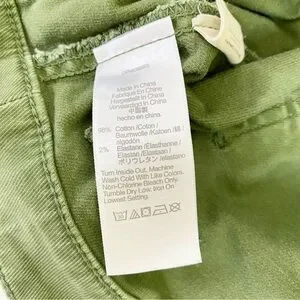 Made in China
Fabrique En Chine
Hergestellt In China
Vervaardigd in China
中国製
hecho en china
98% Cotton /Coton /
Baumwolle /Katoen / 綿 /
algodón
2% Elastane /Elasthanne /
Elastan /Elastaan /
ポリウレタン /elastano
Turn Inside Out. Machine
Wash Cold With Like Colors.
Non-Chlorine Bleach Only.
Tumble Dry Low. Iron On
Lowest Setting.